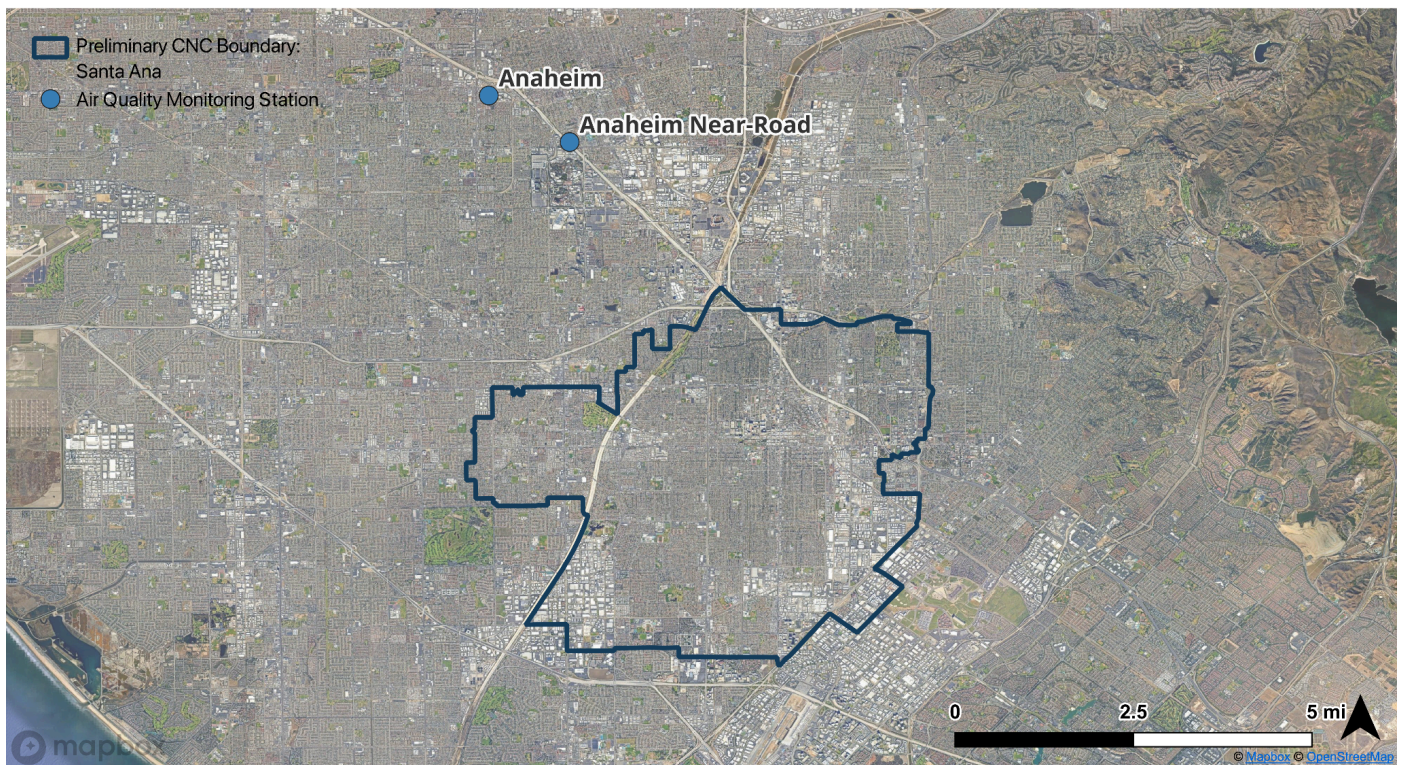 Preliminary CNC Boundary:
Santa Ana
Air Quality Monitoring Station
Anaheim
Anaheim Near-Road
0 2.5 5 mi
mapbox
© Mapbox © OpenStreetMap